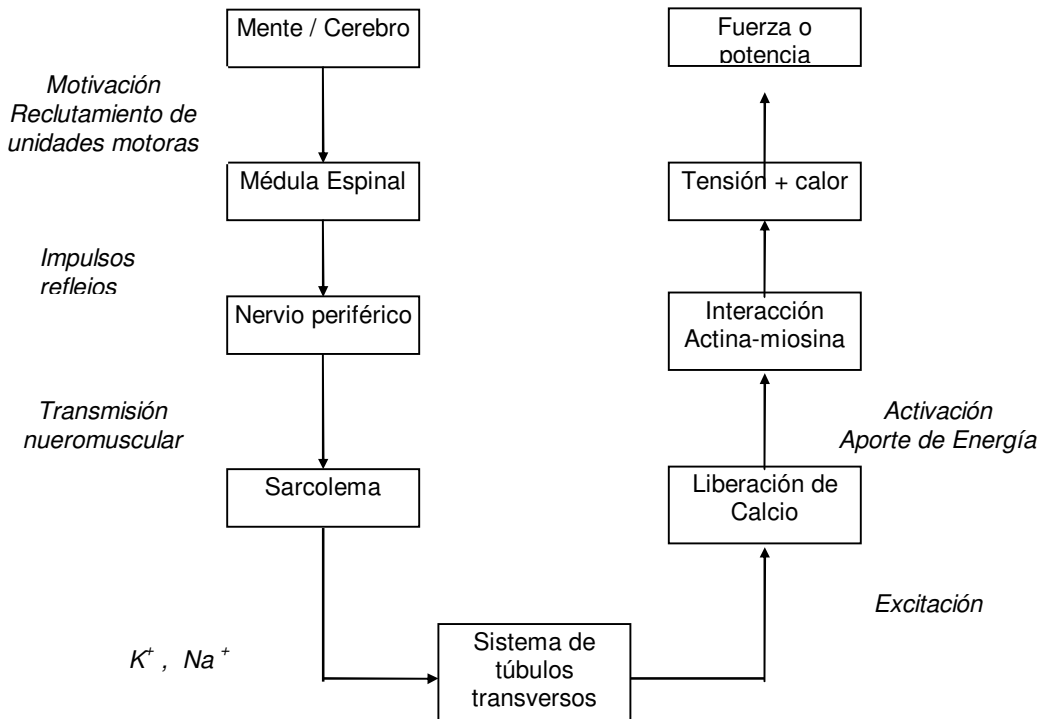 Mente / Cerebro
Motivación
Reclutamiento de
unidades motoras
Médula Espinal
Impulsos
reflejos
Nervio periférico
Transmisión
nueromuscular
Sarcolema
K+ , Na +
Sistema de
túbulos
transversos
Excitación
Liberación de
Calcio
Activación
Aporte de Energía
Interacción
Actina-miosina
Tensión + calor
Fuerza o
potencia